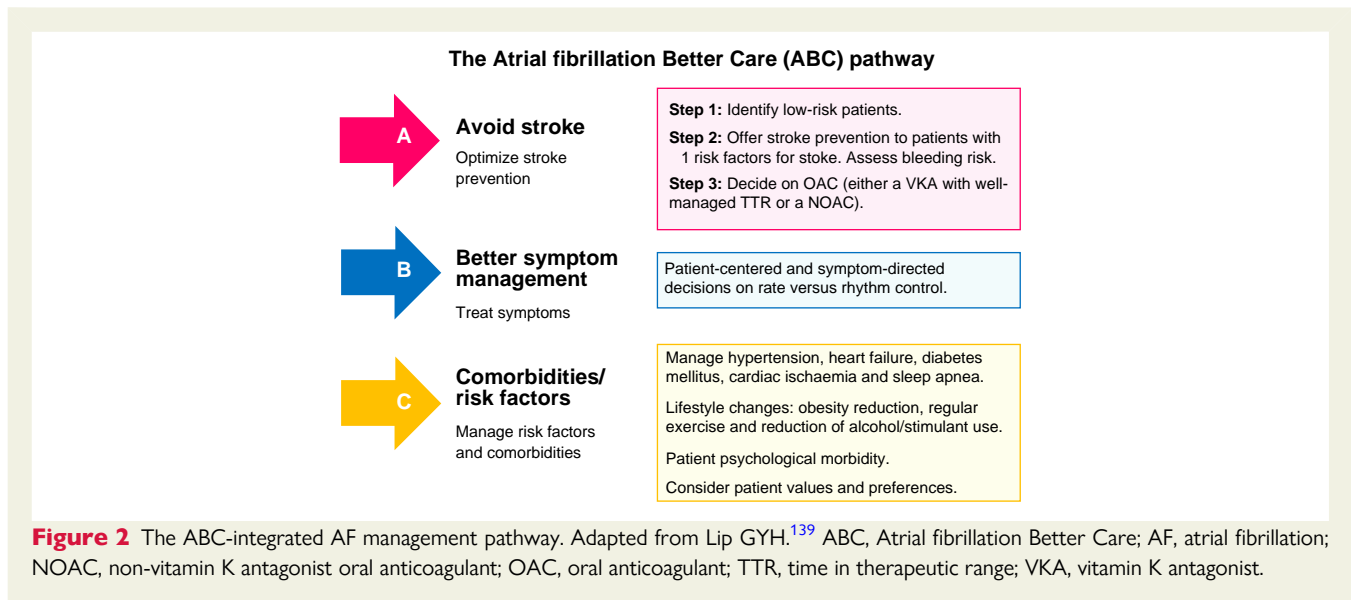 The Atrial fibrillation Better Care (ABC) pathway
A
Avoid stroke
Optimize stroke
prevention
Step 1: Identify low-risk patients.
Step 2: Offer stroke prevention to patients with
1 risk factors for stoke. Assess bleeding risk.
Step 3: Decide on OAC (either a VKA with well-
managed TTR or a NOAC).
B
Better symptom
management
Treat symptoms
Patient-centered and symptom-directed
decisions on rate versus rhythm control.
C
Comorbidities/
risk factors
Manage risk factors
and comorbidities
Manage hypertension, heart failure, diabetes
mellitus, cardiac ischaemia and sleep apnea.
Lifestyle changes: obesity reduction, regular
exercise and reduction of alcohol/stimulant use.
Patient psychological morbidity.
Consider patient values and preferences.
Figure 2 The ABC-integrated AF management pathway. Adapted from Lip GYH.139 ABC, Atrial fibrillation Better Care; AF, atrial fibrillation;
NOAC, non-vitamin K antagonist oral anticoagulant; OAC, oral anticoagulant; TTR, time in therapeutic range; VKA, vitamin K antagonist.